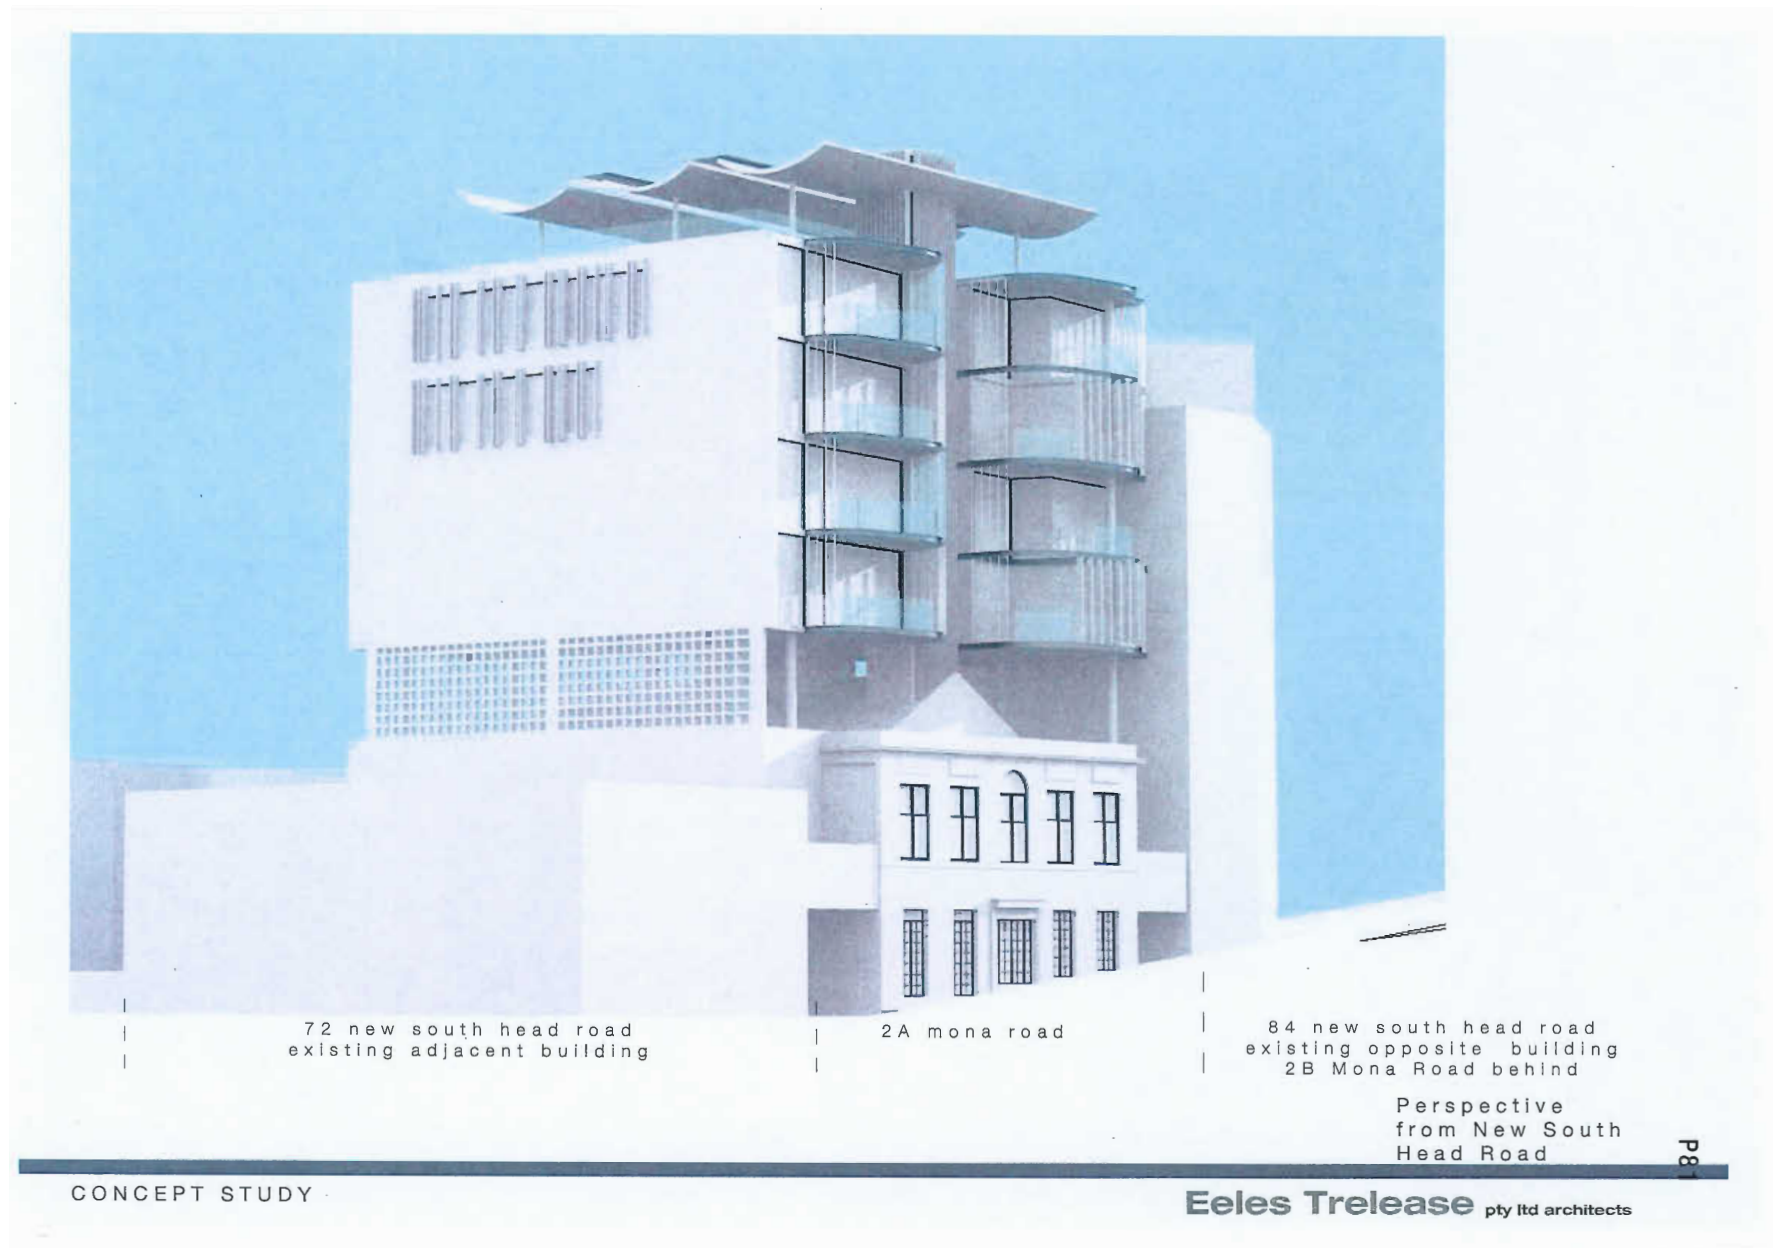 72 new south head road
existing adjacent building
2A mona road
84 new south head road
existing opposite building
2B Mona Road behind
Perspective
from New South
Head Road
P81
CONCEPT STUDY
Eeles Trelease pty ltd architects